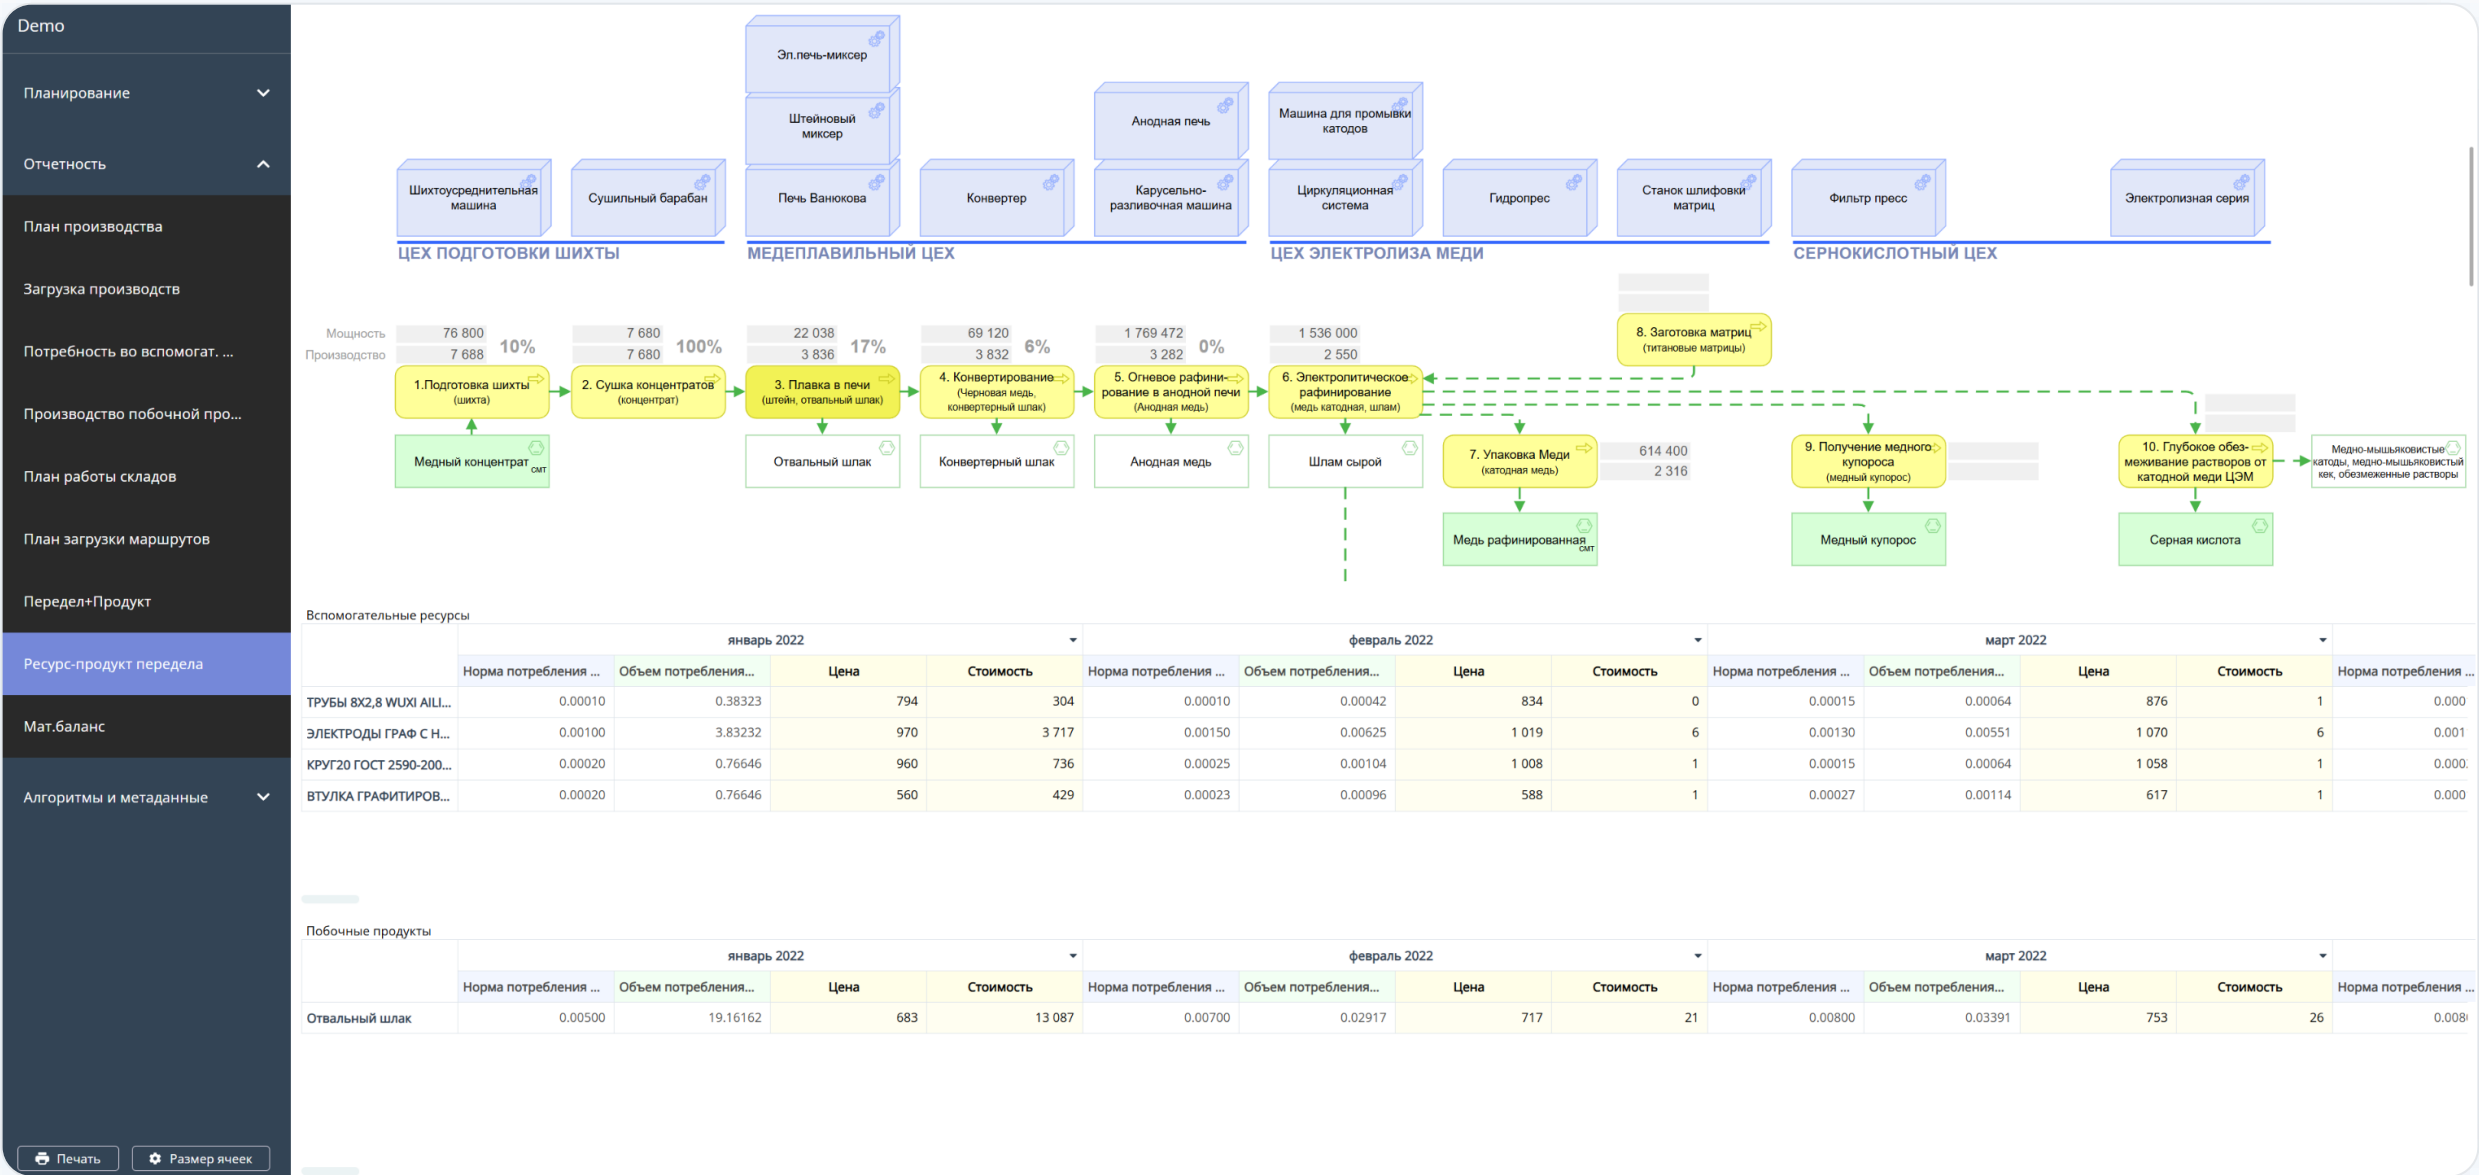 Demo
Планирование
Отчетность
План производства
Загрузка производств
Потребность во вспомогат. ...
Производство побочной про...
План работы складов
План загрузки маршрутов
Передел+Продукт
Ресурс-продукт передела
Мат.баланс
Алгоритмы и метаданные
Печать
Размер ячеек
Эл.печь-миксер
Штейновый
миксер
Анодная печь
Машина для промывки
катодов
Шихтоусреднительная
машина
Сушильный барабан
Печь Ванюкова
Конвертер
Карусельно-
разливочная машина
Циркуляционная
система
Гидропрес
Станок шлифовки
матриц
Фильтр пресс
Электролизная серия
ЦЕХ ПОДГОТОВКИ ШИХТЫ
МЕДЕПЛАВИЛЬНЫЙ ЦЕХ
ЦЕХ ЭЛЕКТРОЛИЗА МЕДИ
СЕРНОКИСЛОТНЫЙ ЦЕХ
Мощность
Производство
76 800
7 688
10%
7 680
7 680
100%
22 038
3 836
17%
69 120
3 832
6%
1 769 472
3 282
0%
1 536 000
2 550
8. Заготовка матриц
(титановые матрицы)
1.Подготовка шихты
(шихта)
2. Сушка концентратов
(концентрат)
3. Плавка в печи
(штейн, отвальный шлак)
4. Конвертирование
(Черновая медь,
конвертерный шлак)
5. Огневое рафини-
рование в анодной печи
(Анодная медь)
6. Электролитическое
рафинирование
(медь катодная, шлам)
Медный концентрат
СМТ
Отвальный шлак
Конвертерный шлак
Анодная медь
Шлам сырой
7. Упаковка Меди
(катодная медь)
614 400
2 316
9. Получение медного
купороса
(медный купорос)
10. Глубокое обез-
меживание растворов от
катодной меди ЦЭМ
Медно-мышьяковистые
катоды, медно-мышьяковистый
кек, обезмеженные растворы
Медь рафинированная
СМТ
Медный купорос
Серная кислота
Вспомогательные ресурсы
январь 2022 февраль 2022 март 2022
Норма потребления ... Объем потребления... Цена Стоимость Норма потребления ... Объем потребления... Цена Стоимость Норма потребления ... Объем потребления... Цена Стоимость Норма потребления ...
ТРУБЫ 8Х2,8 WUXI AILI... 0.00010 0.38323 794 304 0.00010 0.00042 834 0 0.00015 0.00064 876 1 0.000
ЭЛЕКТРОДЫ ГРАФ С Н... 0.00100 3.83232 970 3 717 0.00150 0.00625 1 019 6 0.00130 0.00551 1 070 6 0.001
КРУГ20 ГОСТ 2590-200... 0.00020 0.76646 960 736 0.00025 0.00104 1 008 1 0.00015 0.00064 1 058 1 0.000
ВТУЛКА ГРАФИТИРОВ... 0.00020 0.76646 560 429 0.00023 0.00096 588 1 0.00027 0.00114 617 1 0.000
Побочные продукты
январь 2022 февраль 2022 март 2022
Норма потребления ... Объем потребления... Цена Стоимость Норма потребления ... Объем потребления... Цена Стоимость Норма потребления ... Объем потребления... Цена Стоимость Норма потребления ...
Отвальный шлак 0.00500 19.16162 683 13 087 0.00700 0.02917 717 21 0.00800 0.03391 753 26 0.008